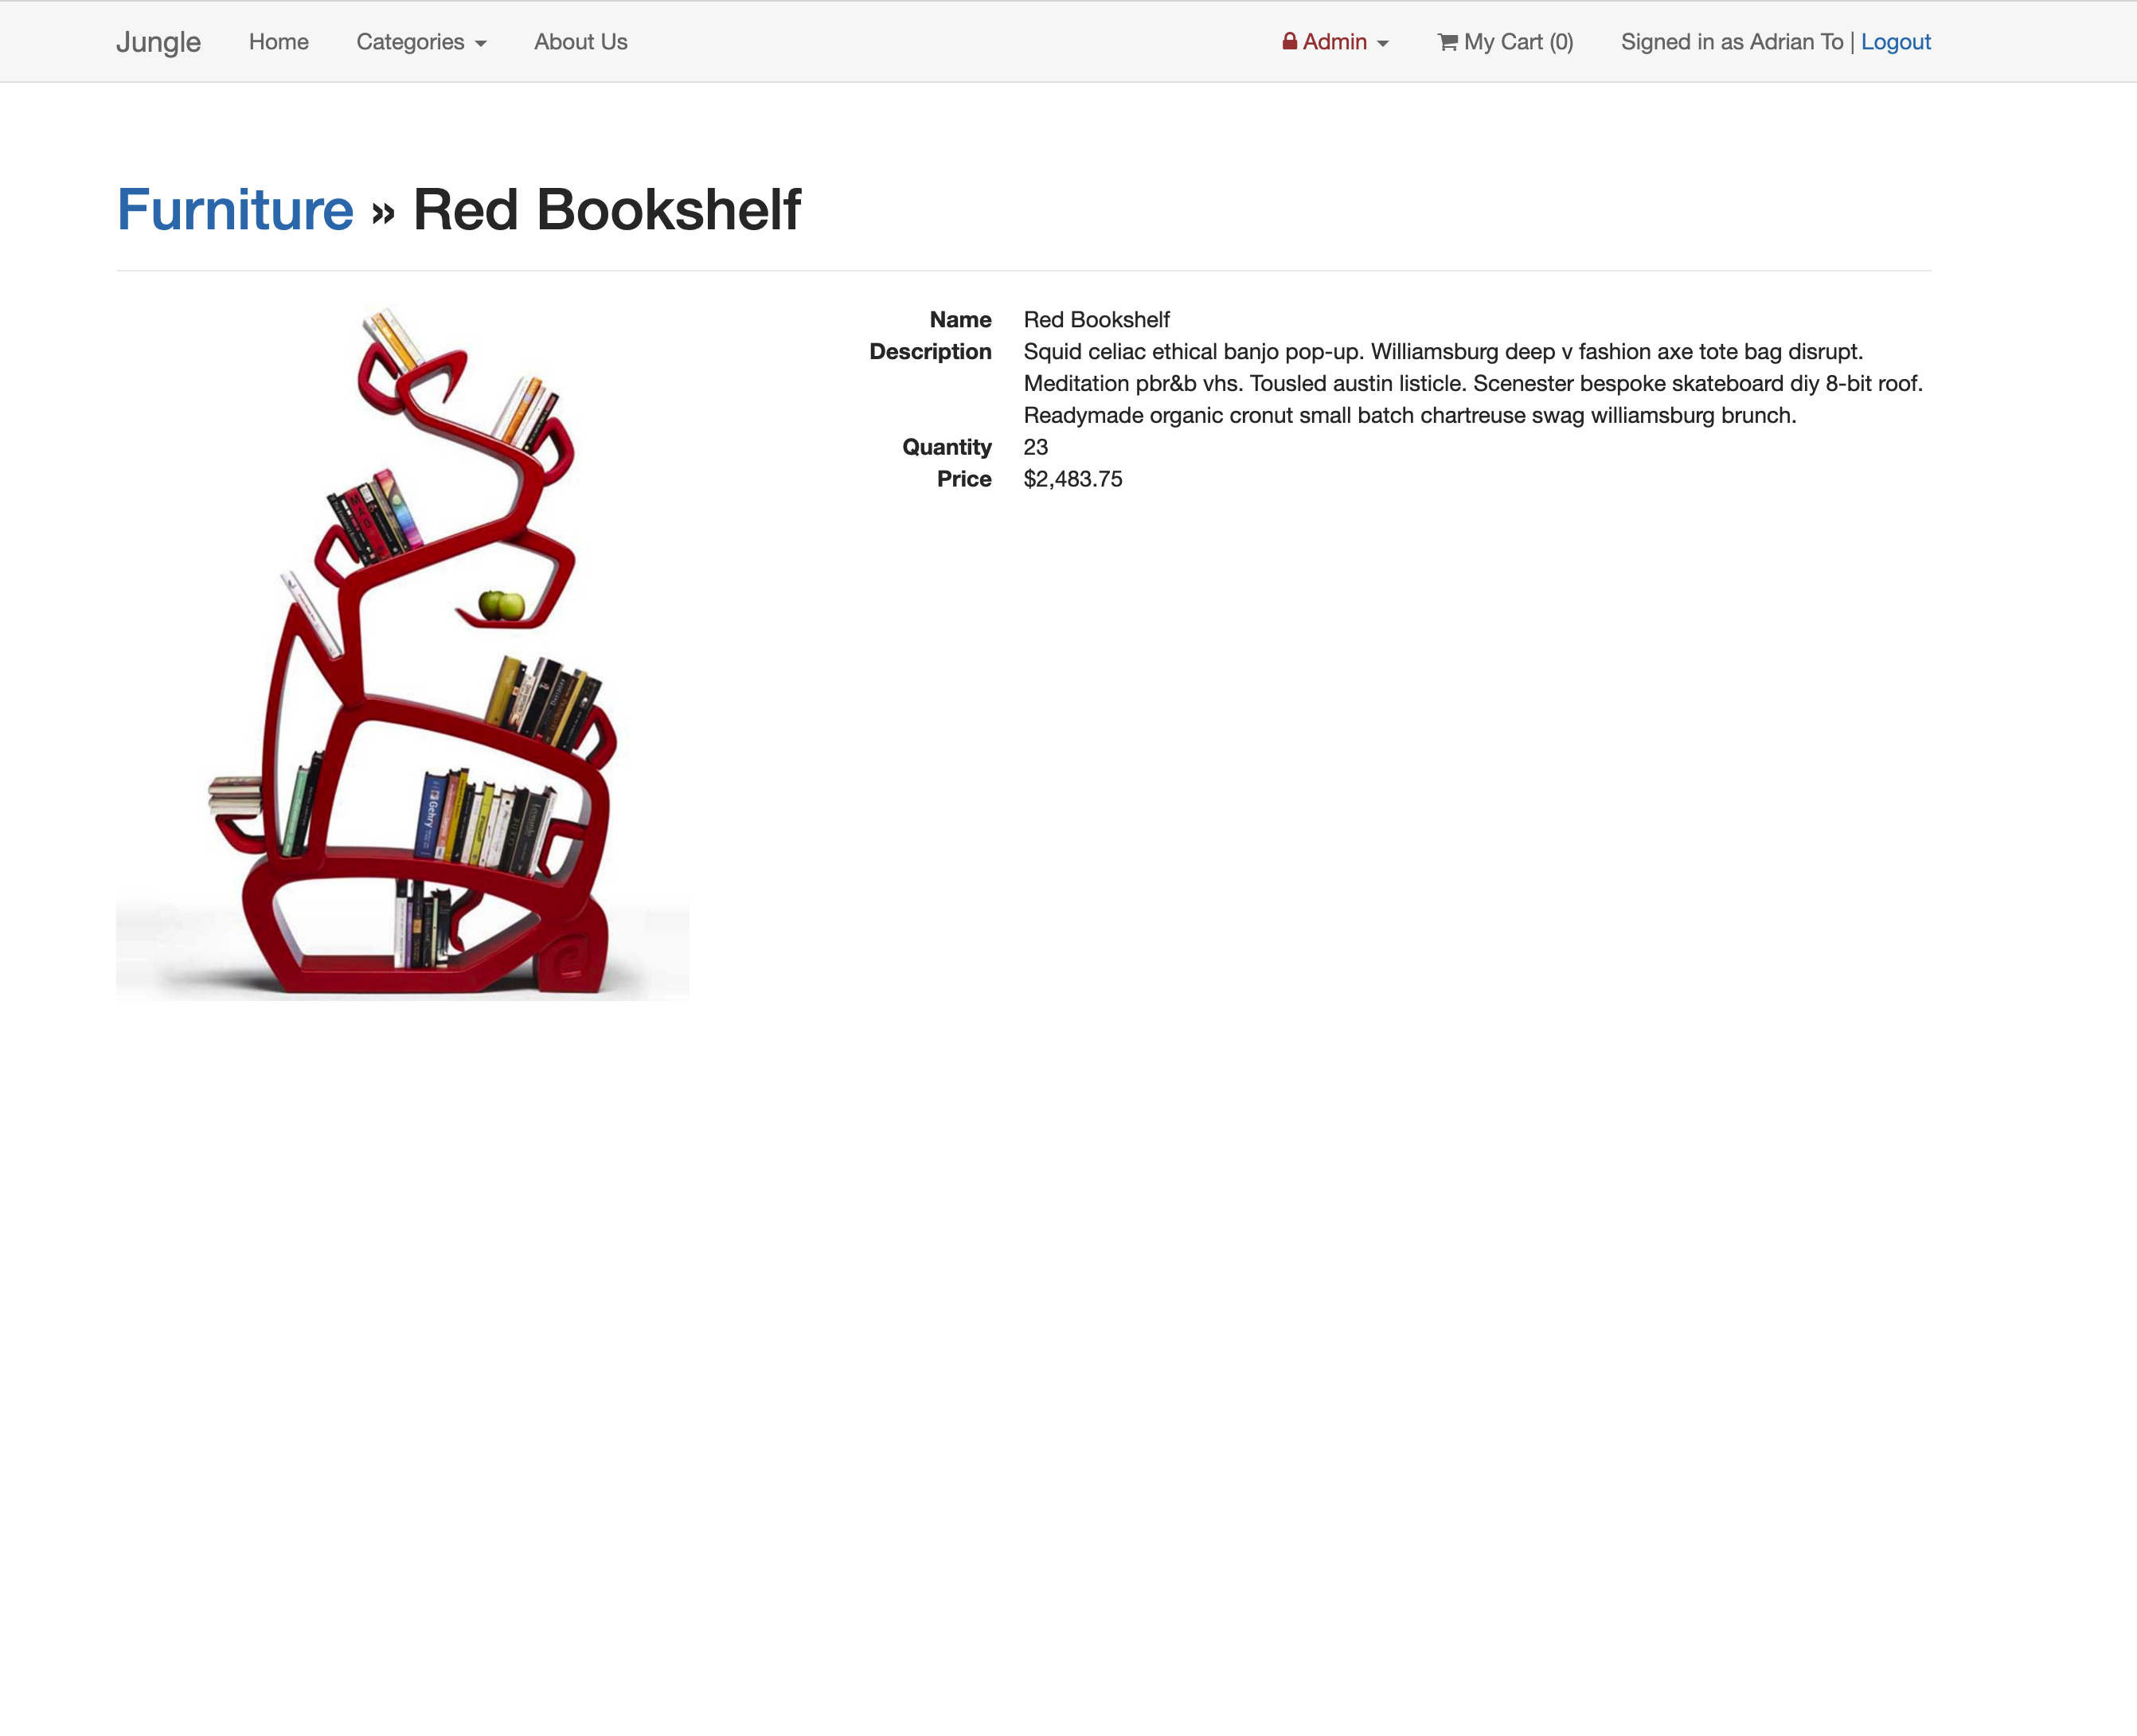 Jungle Home Categories About Us Admin My Cart (0) Signed in as Adrian To | Logout
Furniture » Red Bookshelf
Name Red Bookshelf
Description Squid celiac ethical banjo pop-up. Williamsburg deep v fashion axe tote bag disrupt.
Meditation pbr&b vhs. Tousled austin listicle. Scenester bespoke skateboard diy 8-bit roof.
Readymade organic cronut small batch chartreuse swag williamsburg brunch.
Quantity 23
Price $2,483.75
MAO
Gehry